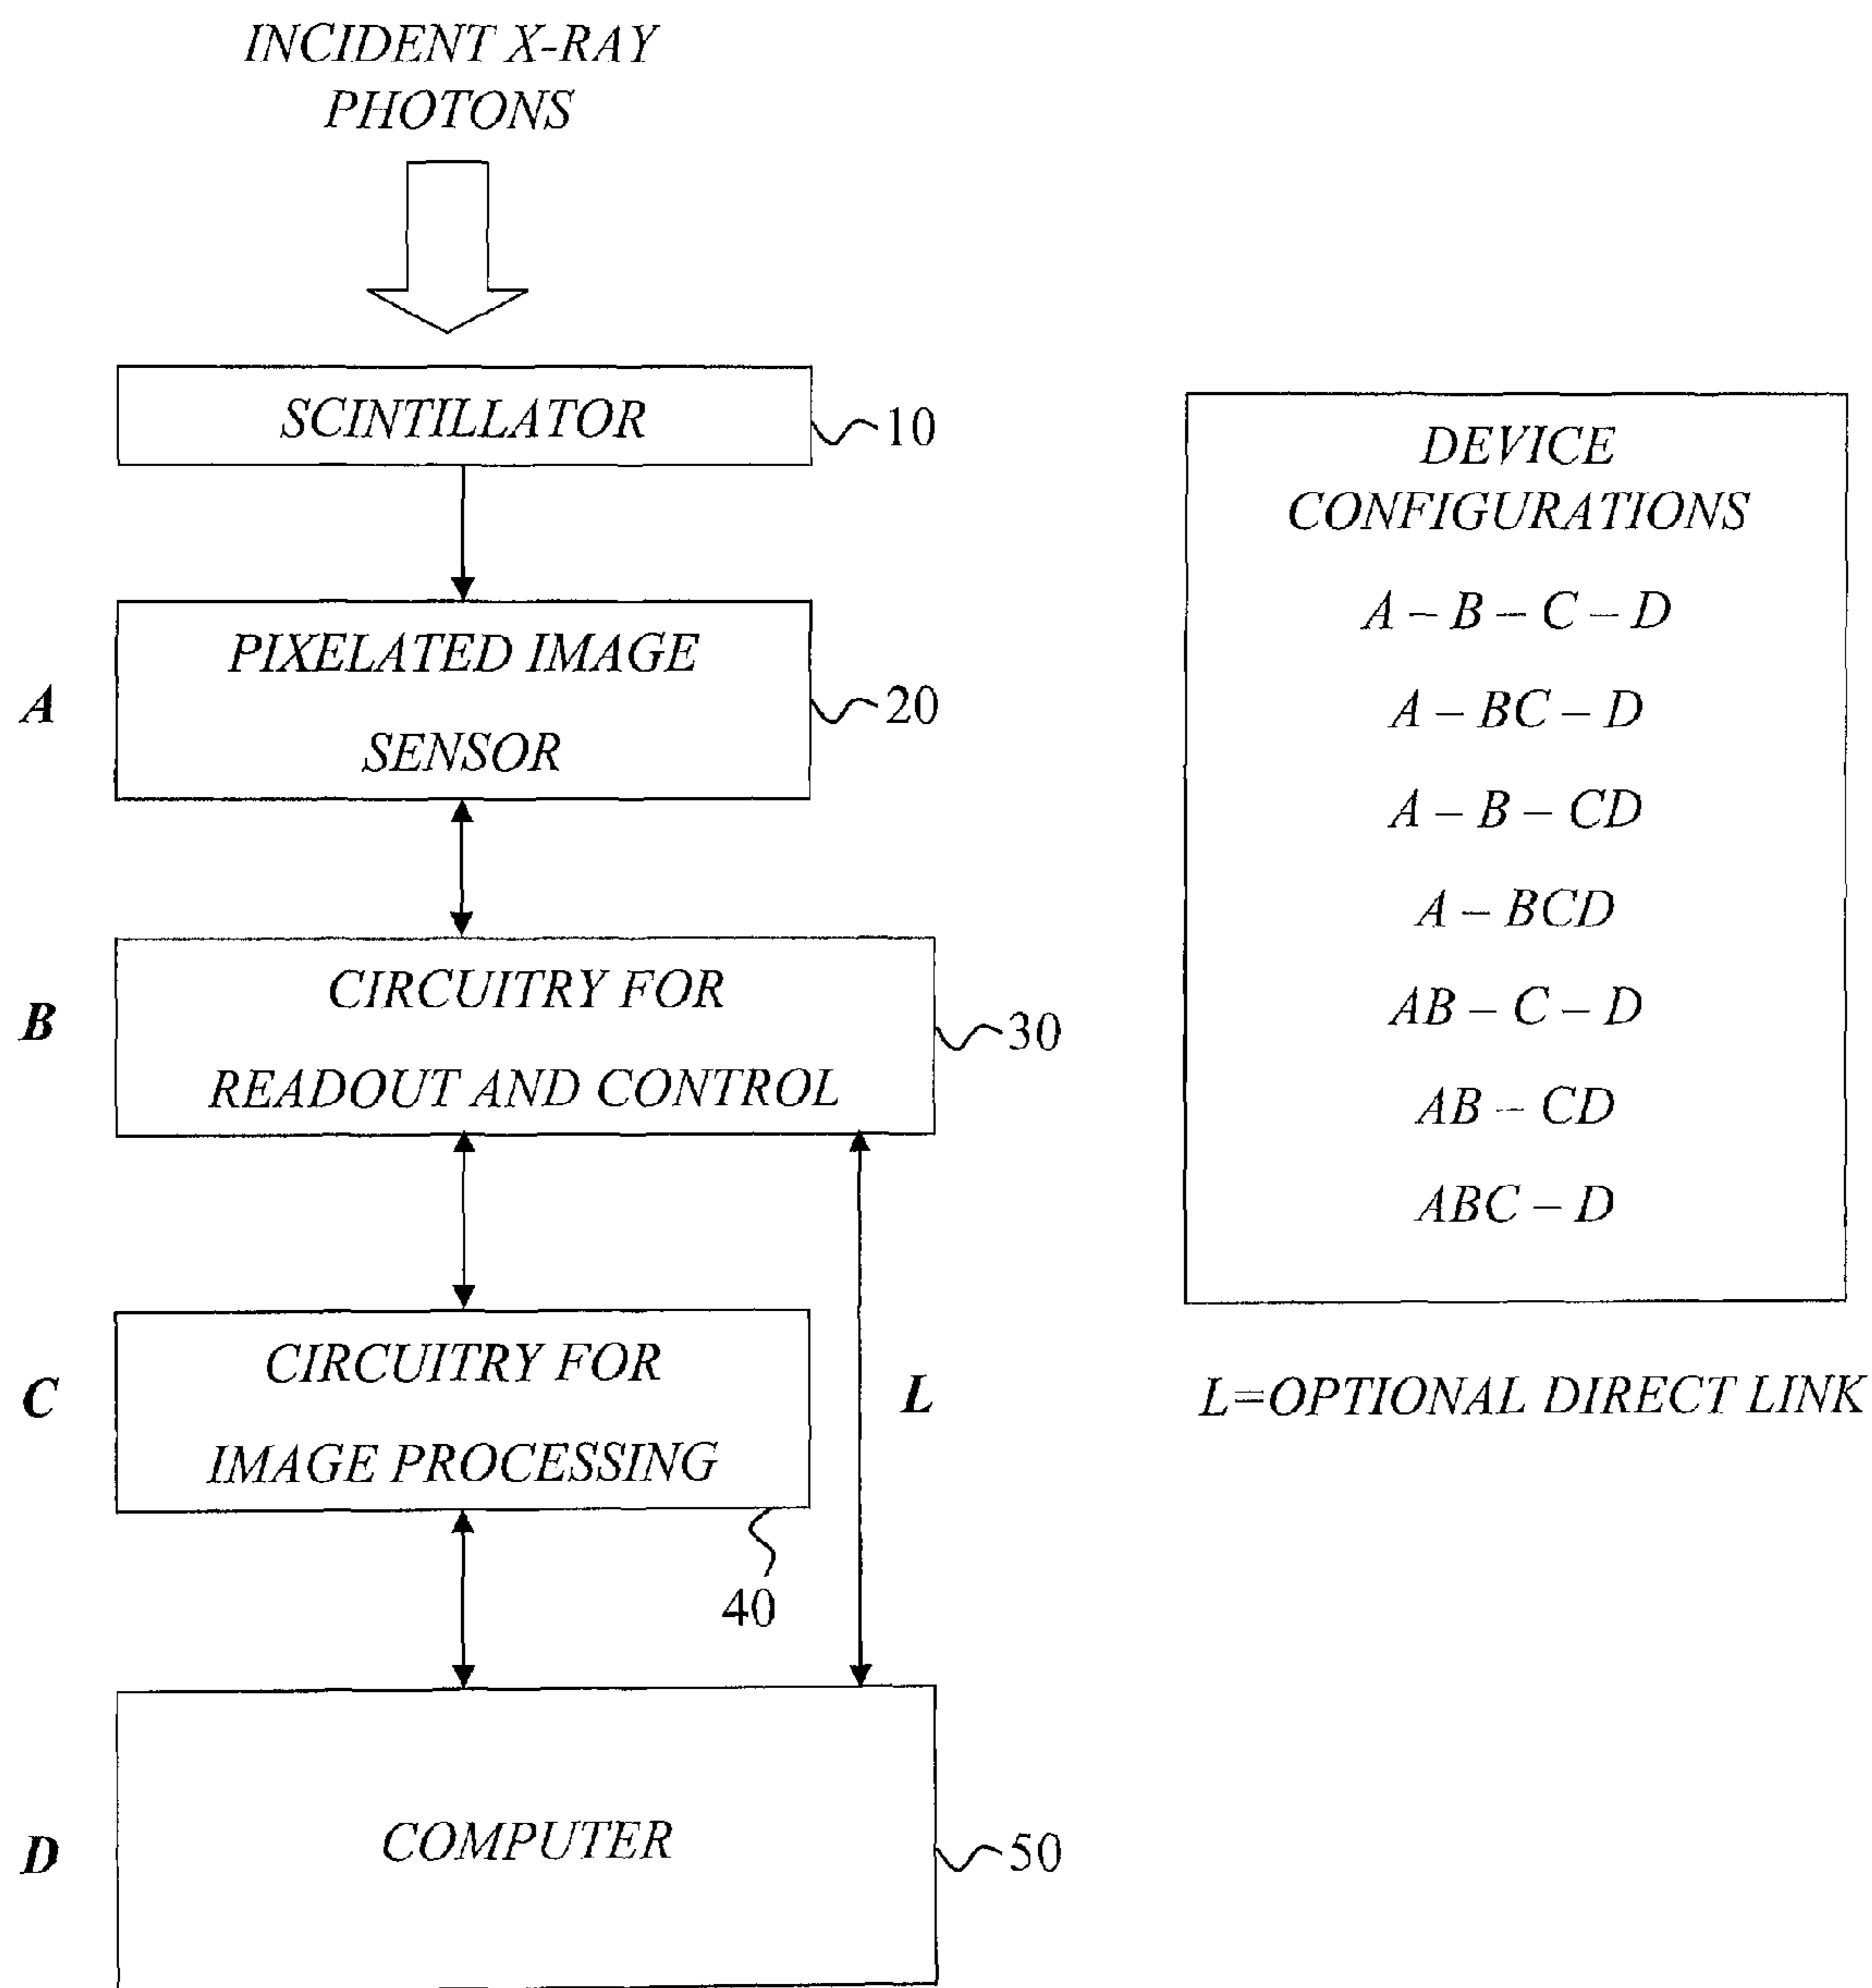 INCIDENT X-RAY
PHOTONS
SCINTILLATOR
10
A
PIXELATED IMAGE
SENSOR
20
B
CIRCUITRY FOR
READOUT AND CONTROL
30
C
CIRCUITRY FOR
IMAGE PROCESSING
40
L
D
COMPUTER
50
DEVICE
CONFIGURATIONS
A – B – C – D
A – BC – D
A – B – CD
A – BCD
AB – C – D
AB – CD
ABC – D
L=OPTIONAL DIRECT LINK